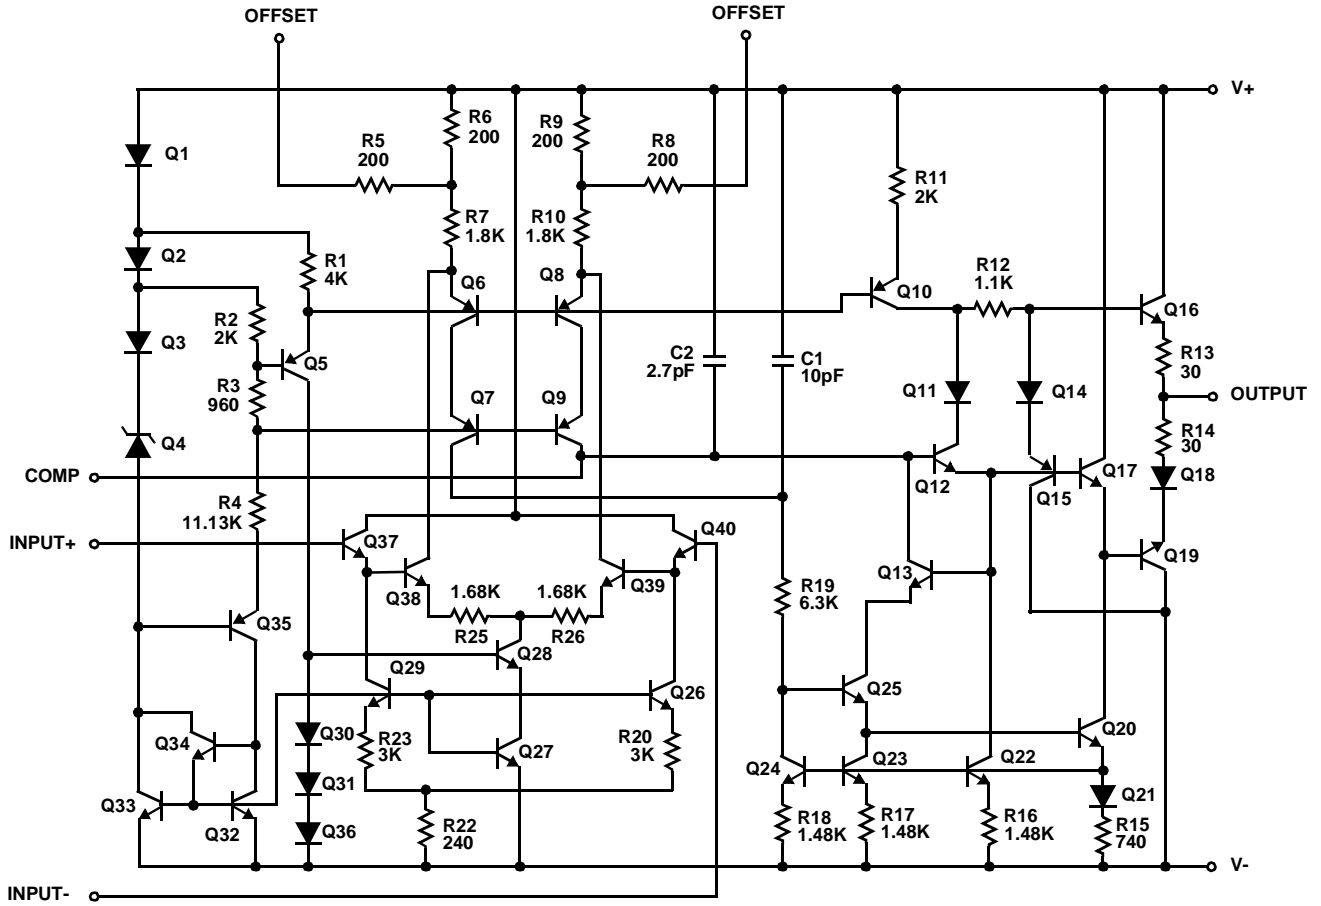 OFFSET
OFFSET
V+
R6
200
R9
200
R5
200
R8
200
Q1
R11
2K
R7
1.8K
R10
1.8K
Q2
R1
4K
R12
1.1K
Q6
Q8
Q10
Q16
R2
2K
Q3
Q5
C2
2.7pF
C1
10pF
R13
30
R3
960
Q11
Q14
OUTPUT
Q7
Q9
Q4
R14
30
COMP
Q12
Q15
Q17
Q18
R4
11.13K
INPUT+
Q37
Q40
Q19
Q38
1.68K
1.68K
Q39
Q13
R19
6.3K
Q35
R25
R26
Q28
Q29
Q26
Q25
Q34
Q30
R23
3K
R20
3K
Q27
Q20
Q24
Q23
Q22
Q33
Q31
Q21
Q32
Q36
R22
240
R18
1.48K
R17
1.48K
R16
1.48K
R15
740
V-
INPUT-